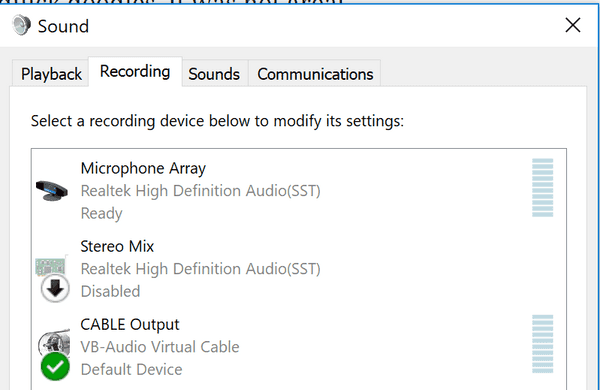 Sound
Playback Recording Sounds Communications
Select a recording device below to modify its settings:
Microphone Array
Realtek High Definition Audio(SST)
Ready
Stereo Mix
Realtek High Definition Audio(SST)
Disabled
CABLE Output
VB-Audio Virtual Cable
Default Device